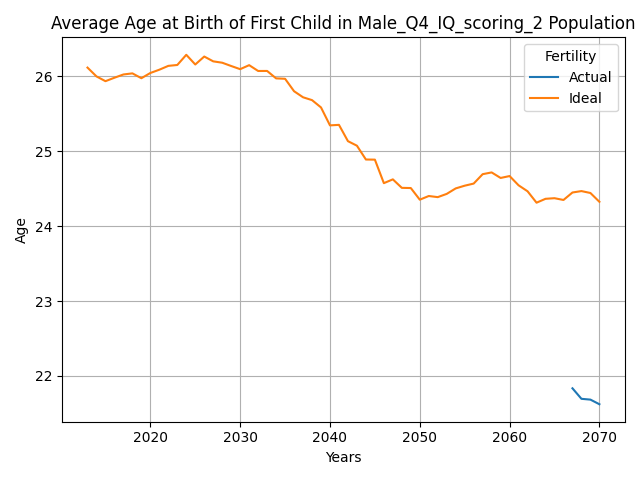 Average Age at Birth of First Child in Male_Q4_IQ_scoring_2 Population
Fertility
Actual
Ideal
Age
26
25
24
23
22
2020 2030 2040 2050 2060 2070
Years